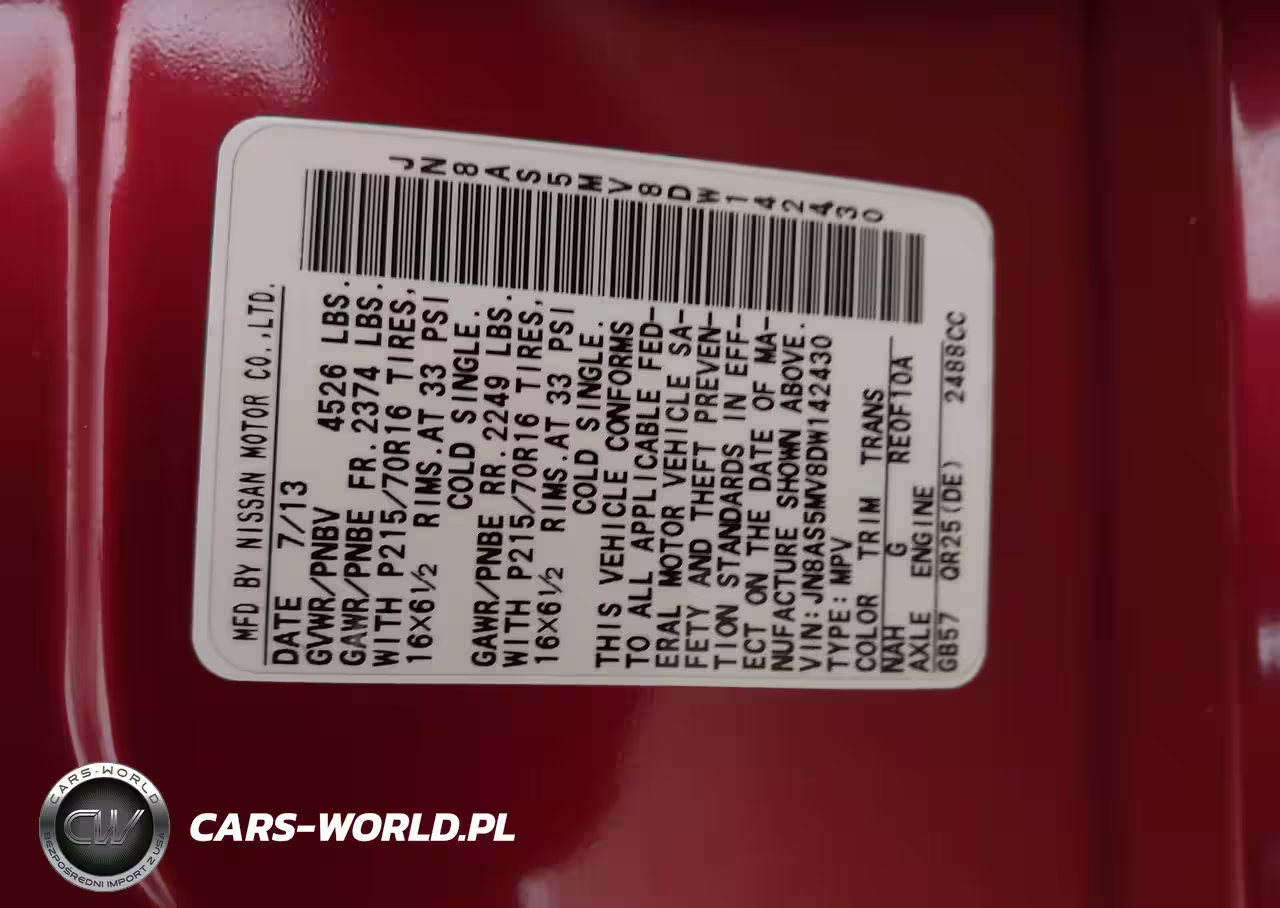 JN8AS5MV8DW142430
MFD BY NISSAN MOTOR CO.,LTD.
DATE 7/13
GVWR/PNBV 4526 LBS.
GAWR/PNBE FR.2374 LBS.
WITH P215/70R16 TIRES,
16X6½ RIMS.AT 33 PSI
COLD SINGLE.
GAWR/PNBE RR.2249 LBS.
WITH P215/70R16 TIRES,
16X6½ RIMS.AT 33 PSI
COLD SINGLE.
THIS VEHICLE CONFORMS
TO ALL APPLICABLE FED-
ERAL MOTOR VEHICLE SA-
FETY AND THEFT PREVEN-
TION STANDARDS IN EFF-
ECT ON THE DATE OF MA-
NUFACTURE SHOWN ABOVE.
VIN:JN8AS5MV8DW142430
TYPE:MPV
COLOR TRIM TRANS
NAH G RE0F10A
AXLE ENGINE
GB57 QR25(DE) 2488CC
CARS-WORLD
CW
BEZPOŚREDNI IMPORT Z USA
CARS-WORLD.PL